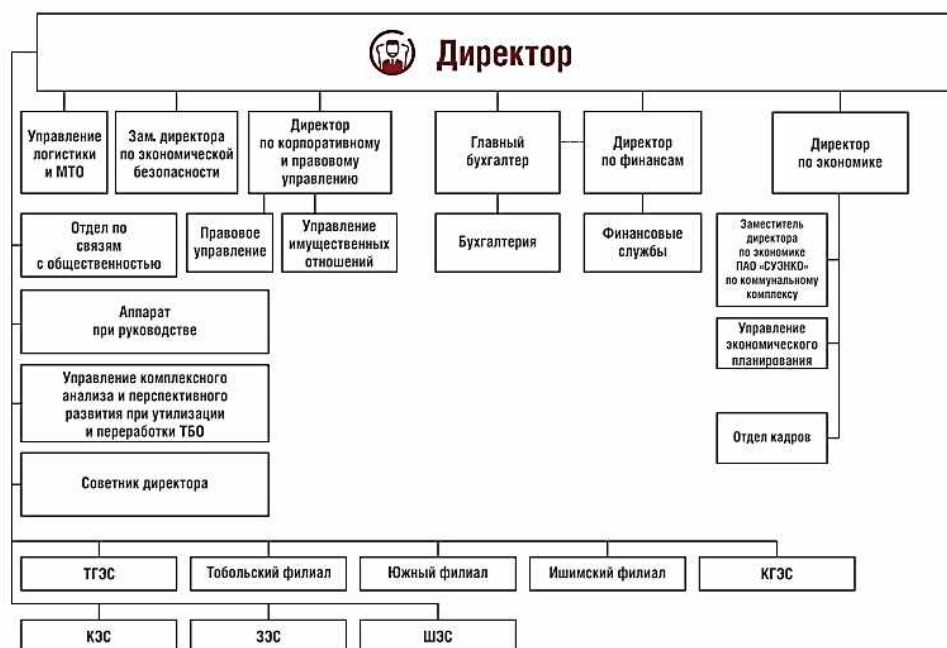 Директор
Управление
логистики
и МТО
Зам. директора
по экономической
безопасности
Директор
по корпоративному
и правовому
управлению
Главный
бухгалтер
Директор
по финансам
Директор
по экономике
Отдел по
связям
с общественностью
Правовое
управление
Управление
имущественных
отношений
Бухгалтерия
Финансовые
службы
Заместитель
директора
по экономике
ПАО «СУЭНКО»
по коммунальному
комплексу
Аппарат
при руководстве
Управление
экономического
планирования
Управление комплексного
анализа и перспективного
развития при утилизации
и переработки ТБО
Отдел кадров
Советник директора
ТГЭС
Тобольский филиал
Южный филиал
Ишимский филиал
КГЭС
КЭС
ЗЭС
ШЭС